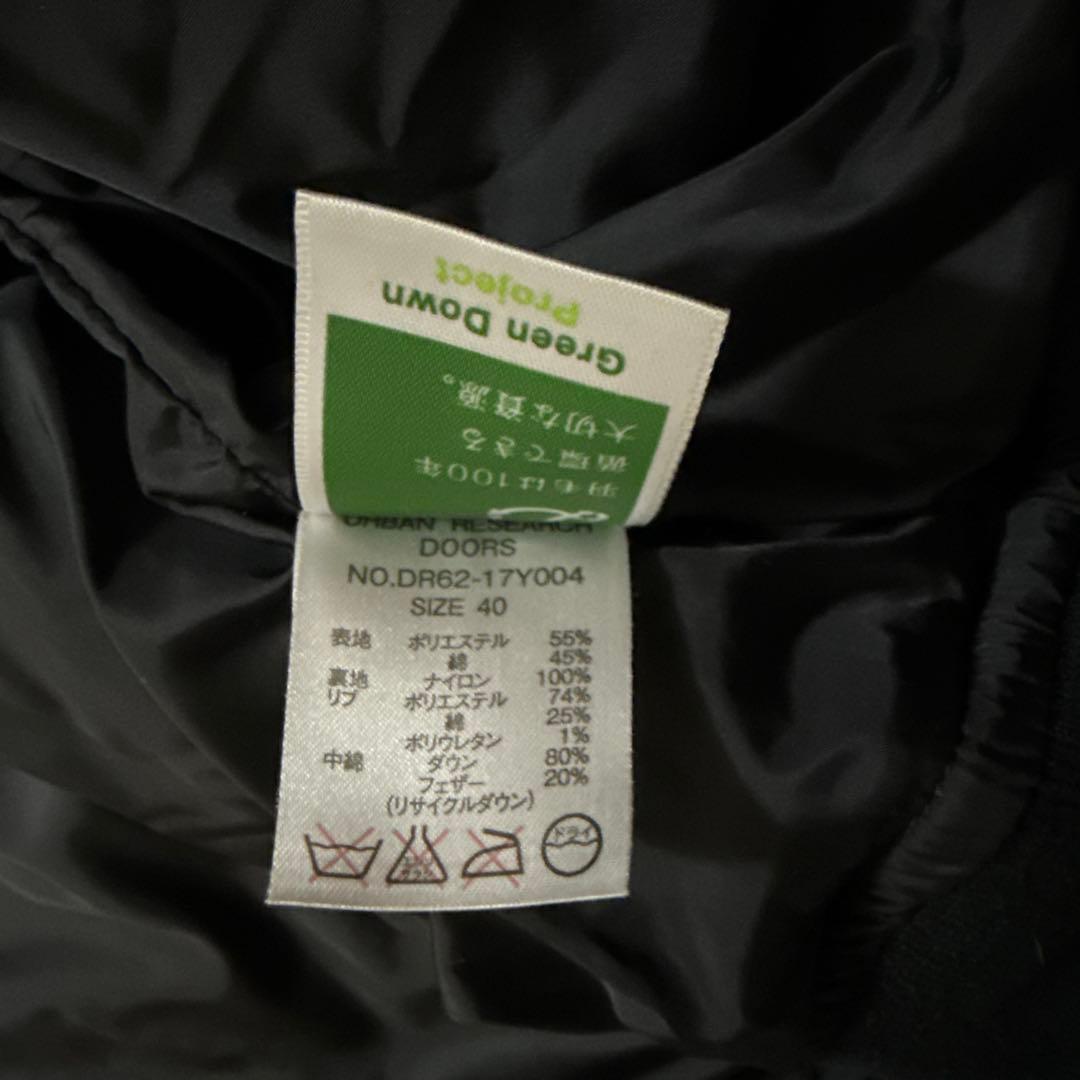 Green Down
Project
羽毛は100年
循環できる
大切な資源。
URBAN RESEARCH
DOORS
NO.DR62-17Y004
SIZE 40
表地 ポリエステル 55%
綿 45%
裏地 ナイロン 100%
リブ ポリエステル 74%
綿 25%
ポリウレタン 1%
中綿 ダウン 80%
フェザー 20%
(リサイクルダウン)
ドライ